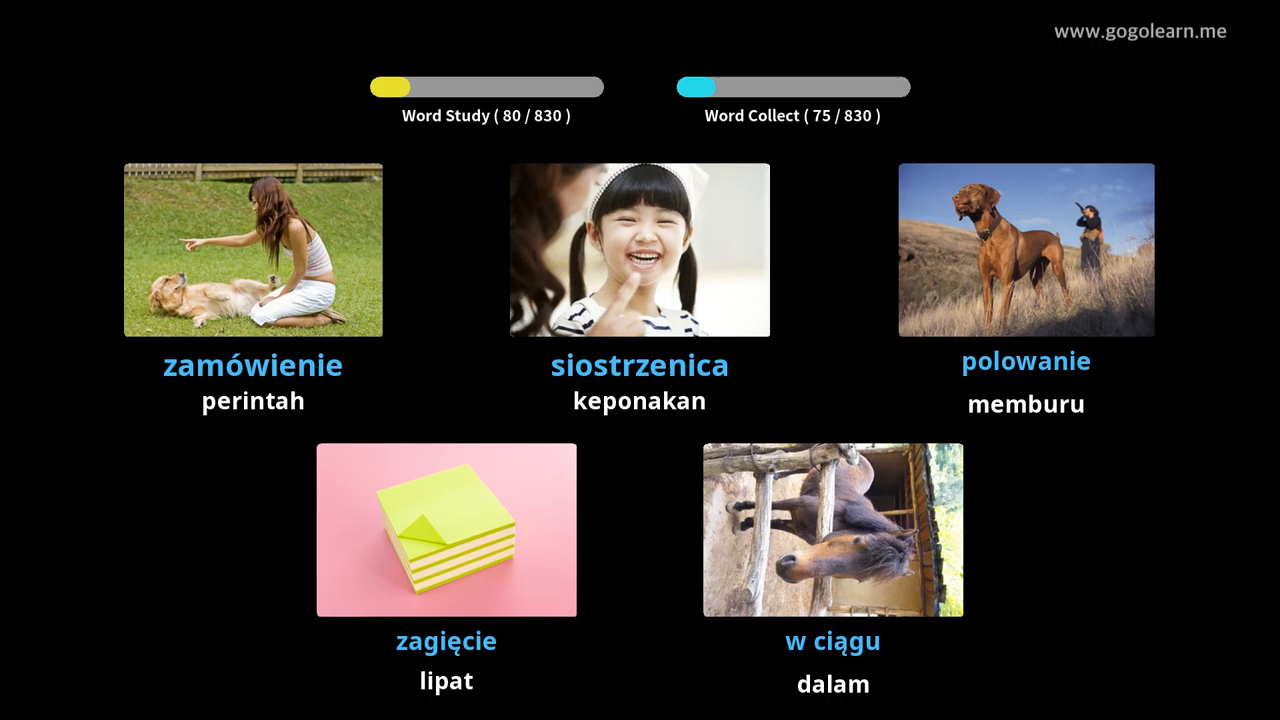 www.gogolearn.me
Word Study ( 80 / 830 )
Word Collect ( 75 / 830 )
zamówienie
perintah
siostrzenica
keponakan
polowanie
memburu
zagięcie
lipat
w ciągu
dalam